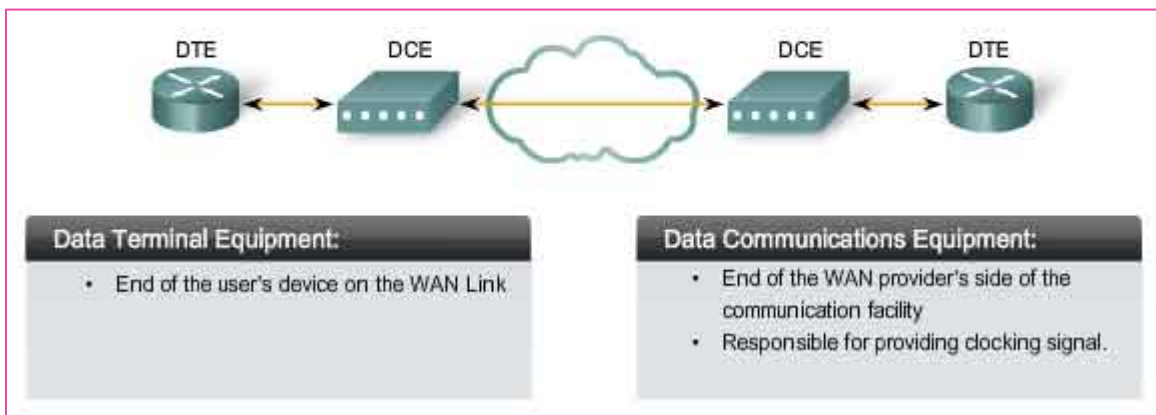 DTE DCE DCE DTE
Data Terminal Equipment:
• End of the user's device on the WAN Link
Data Communications Equipment:
• End of the WAN provider's side of the
communication facility
• Responsible for providing clocking signal.